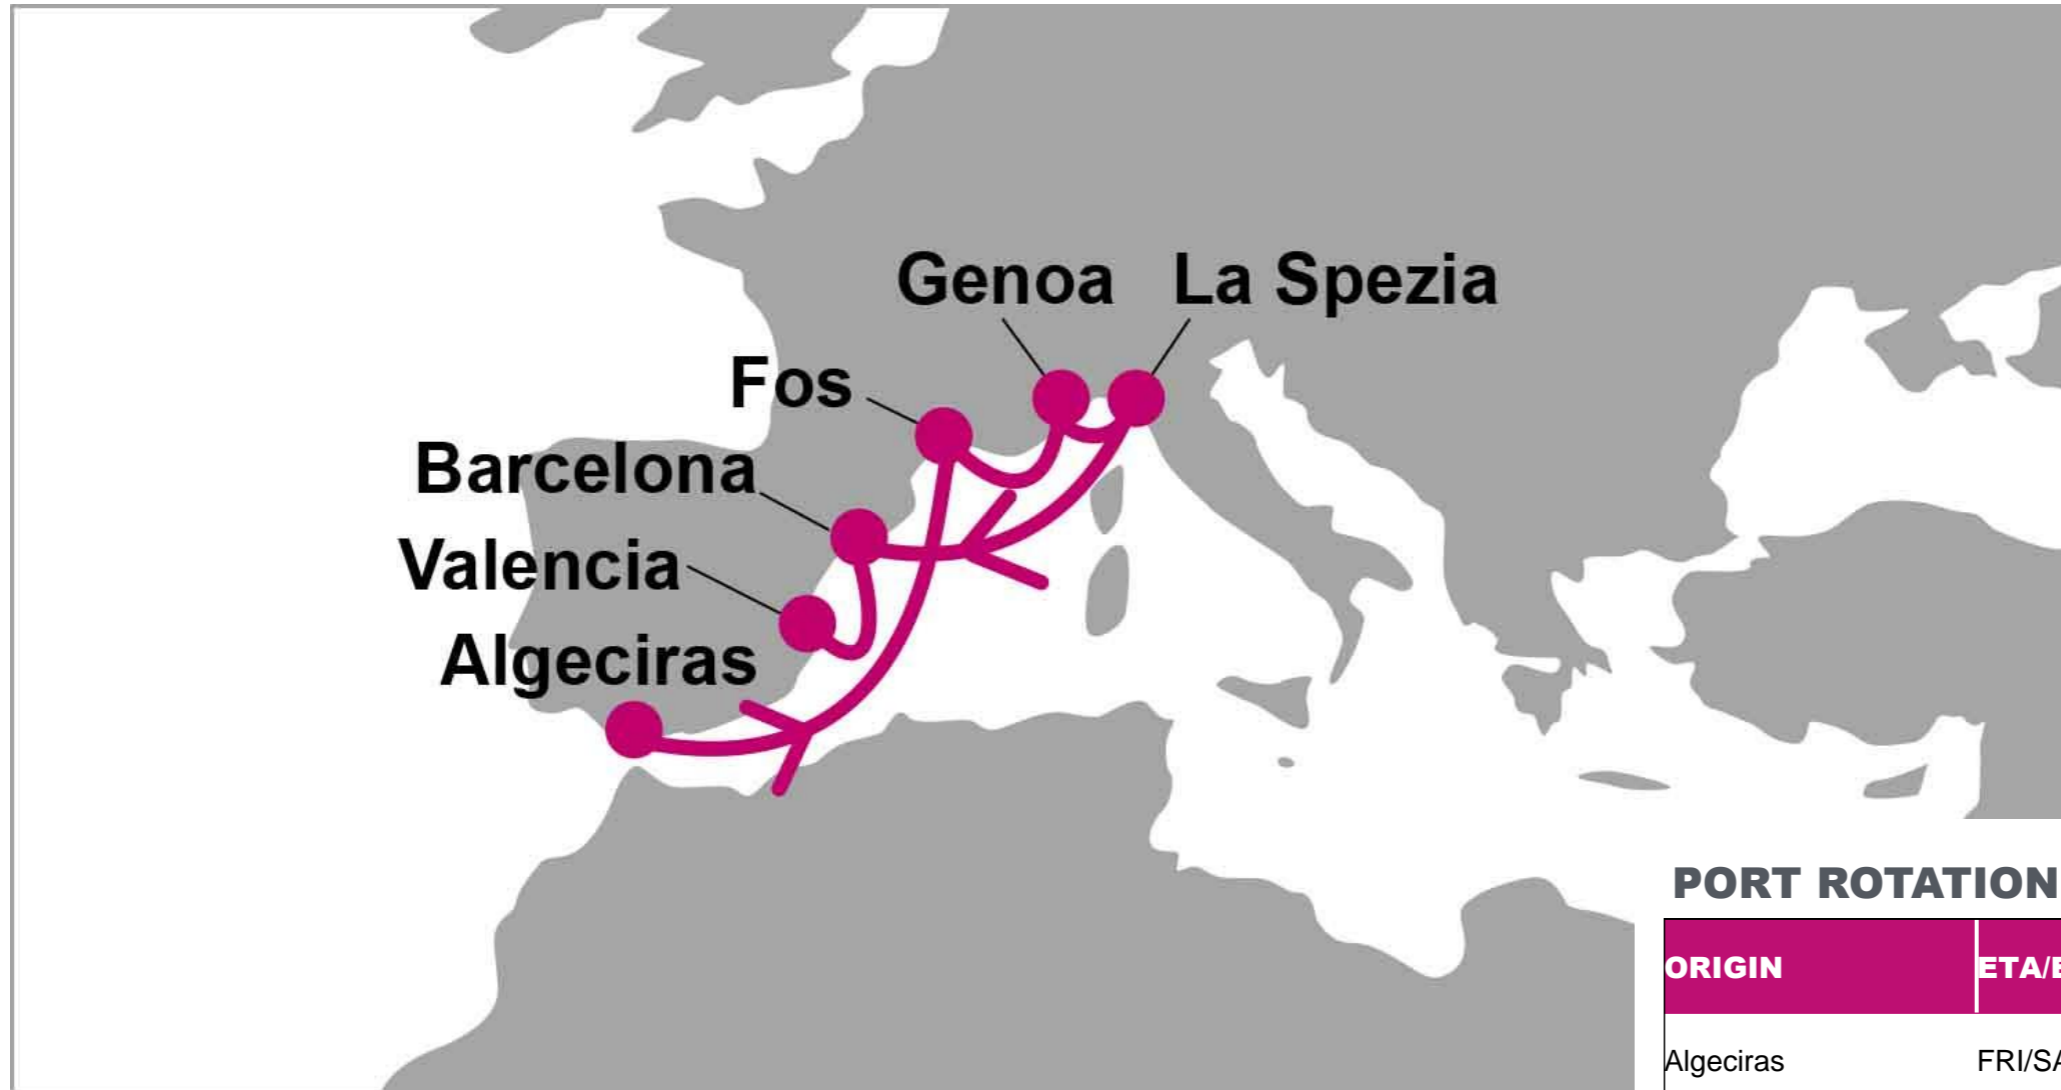 Genoa La Spezia
Fos
Barcelona
Valencia
Algeciras
PORT ROTATION
ORIGIN
Algeciras